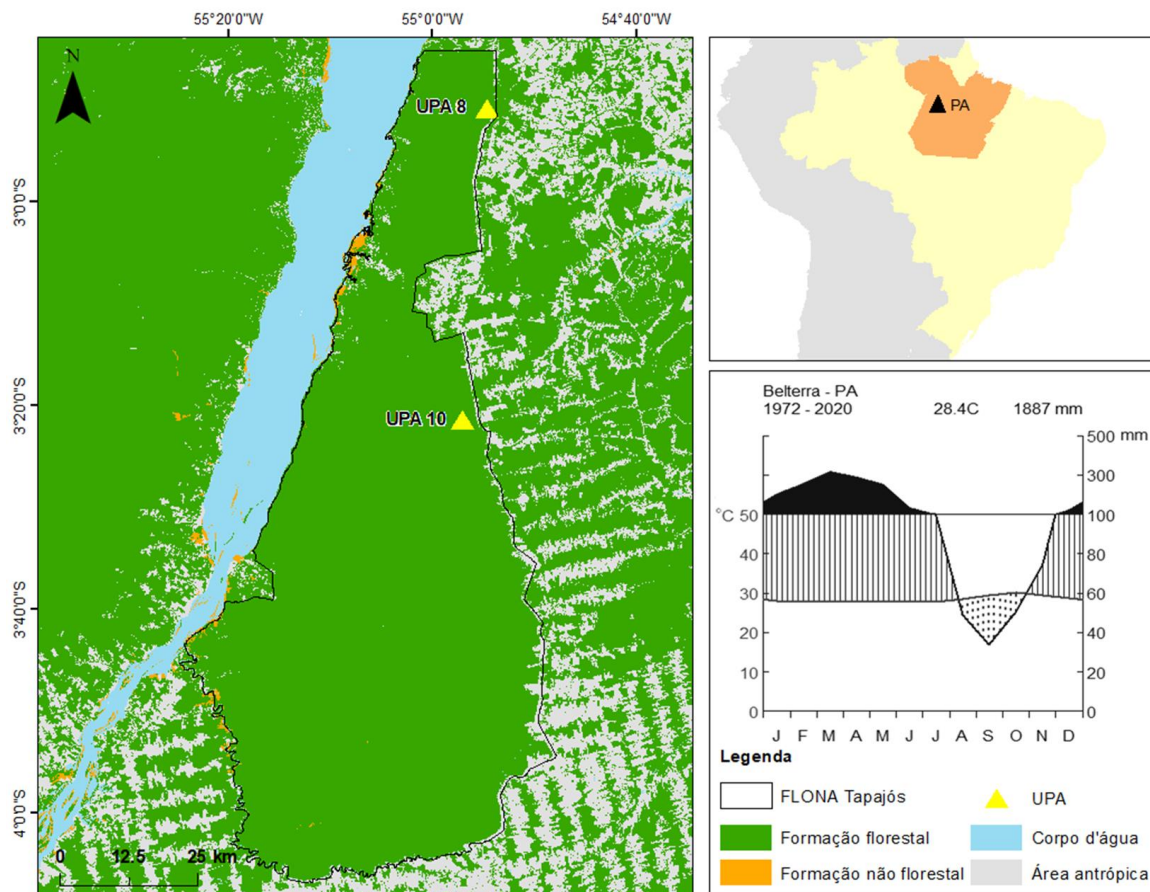 55°20'0"W 55°0'0"W 54°40'0"W
N
UPA 8
3°0'0"S
UPA 10
3°20'0"S
3°40'0"S
4°0'0"S
0 12.5 25 km
PA
Belterra - PA
1972 - 2020 28.4C 1887 mm
500 mm
300
°C 50 100
40 80
30 60
20 40
10 20
0 0
J F M A M J J A S O N D
Legenda
FLONA Tapajós UPA
Formação florestal Corpo d'água
Formação não florestal Área antrópica